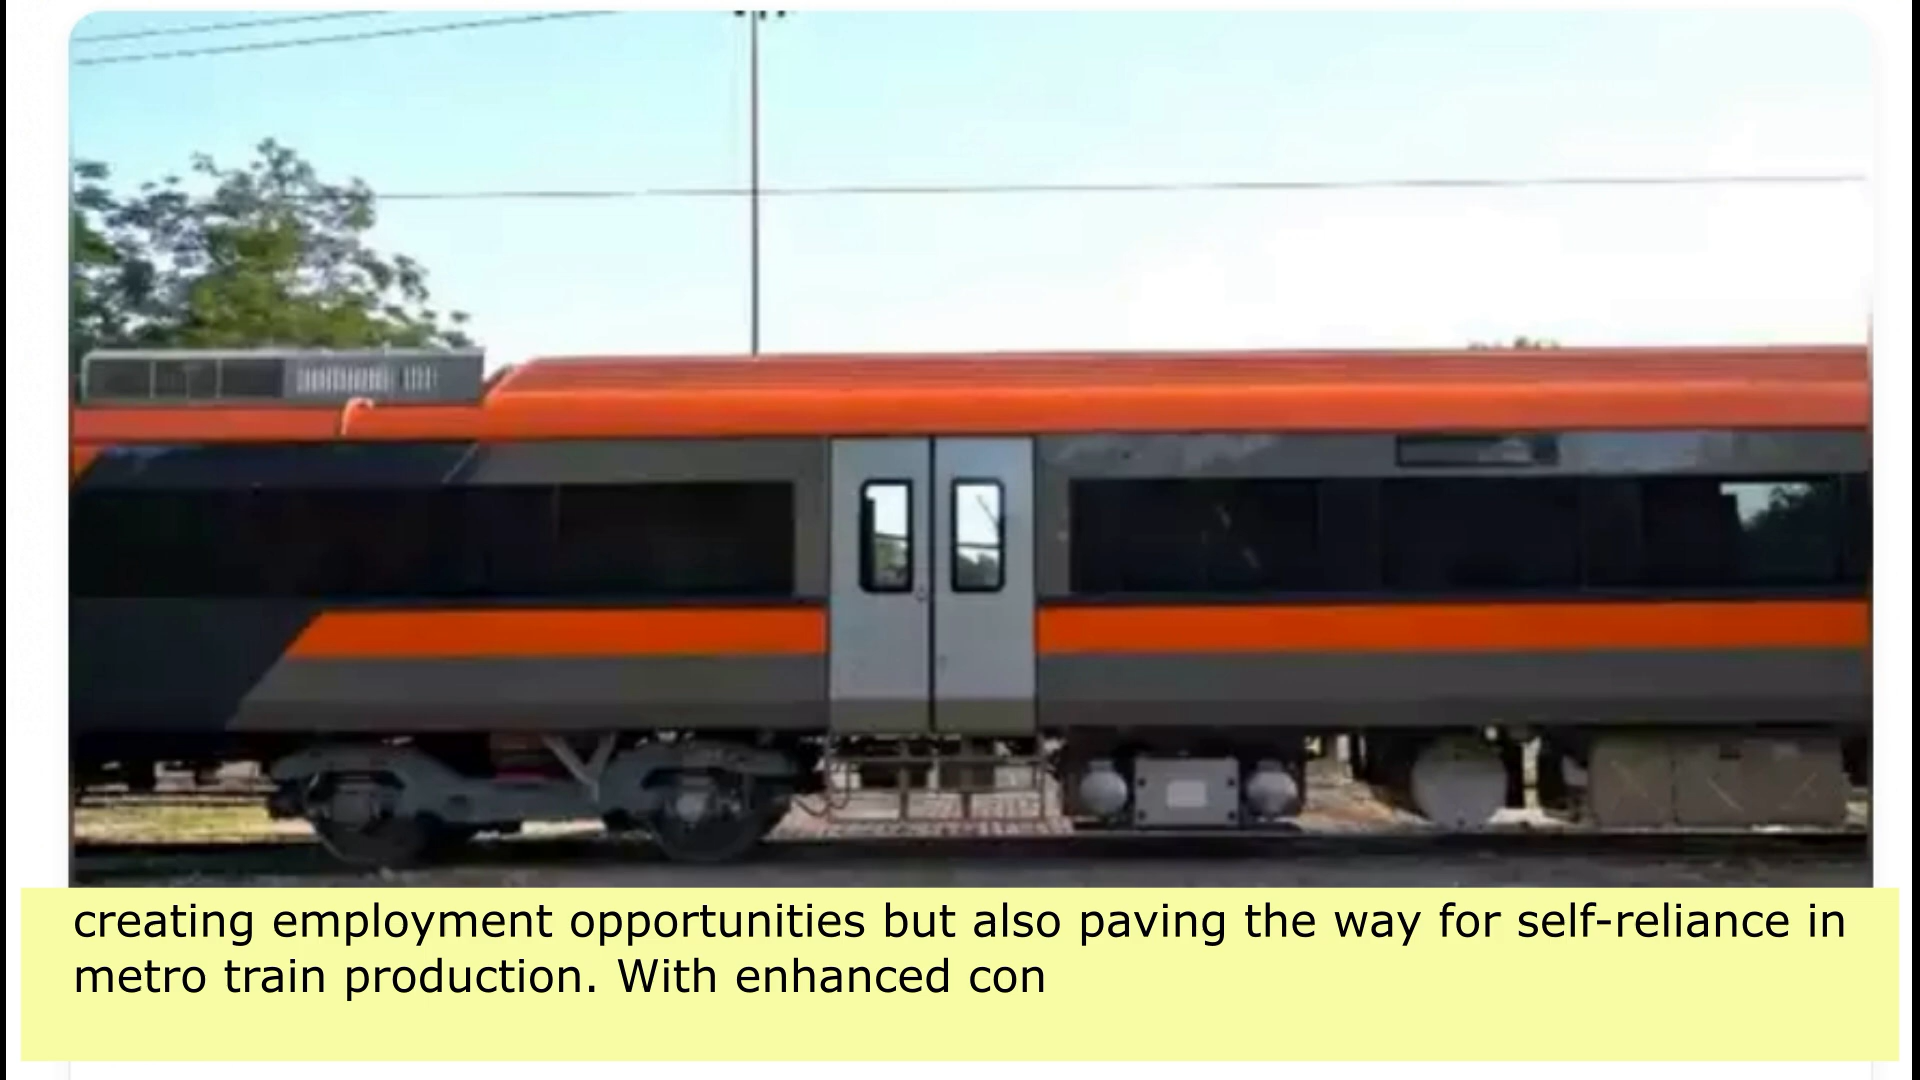 creating employment opportunities but also paving the way for self-reliance in
metro train production. With enhanced con